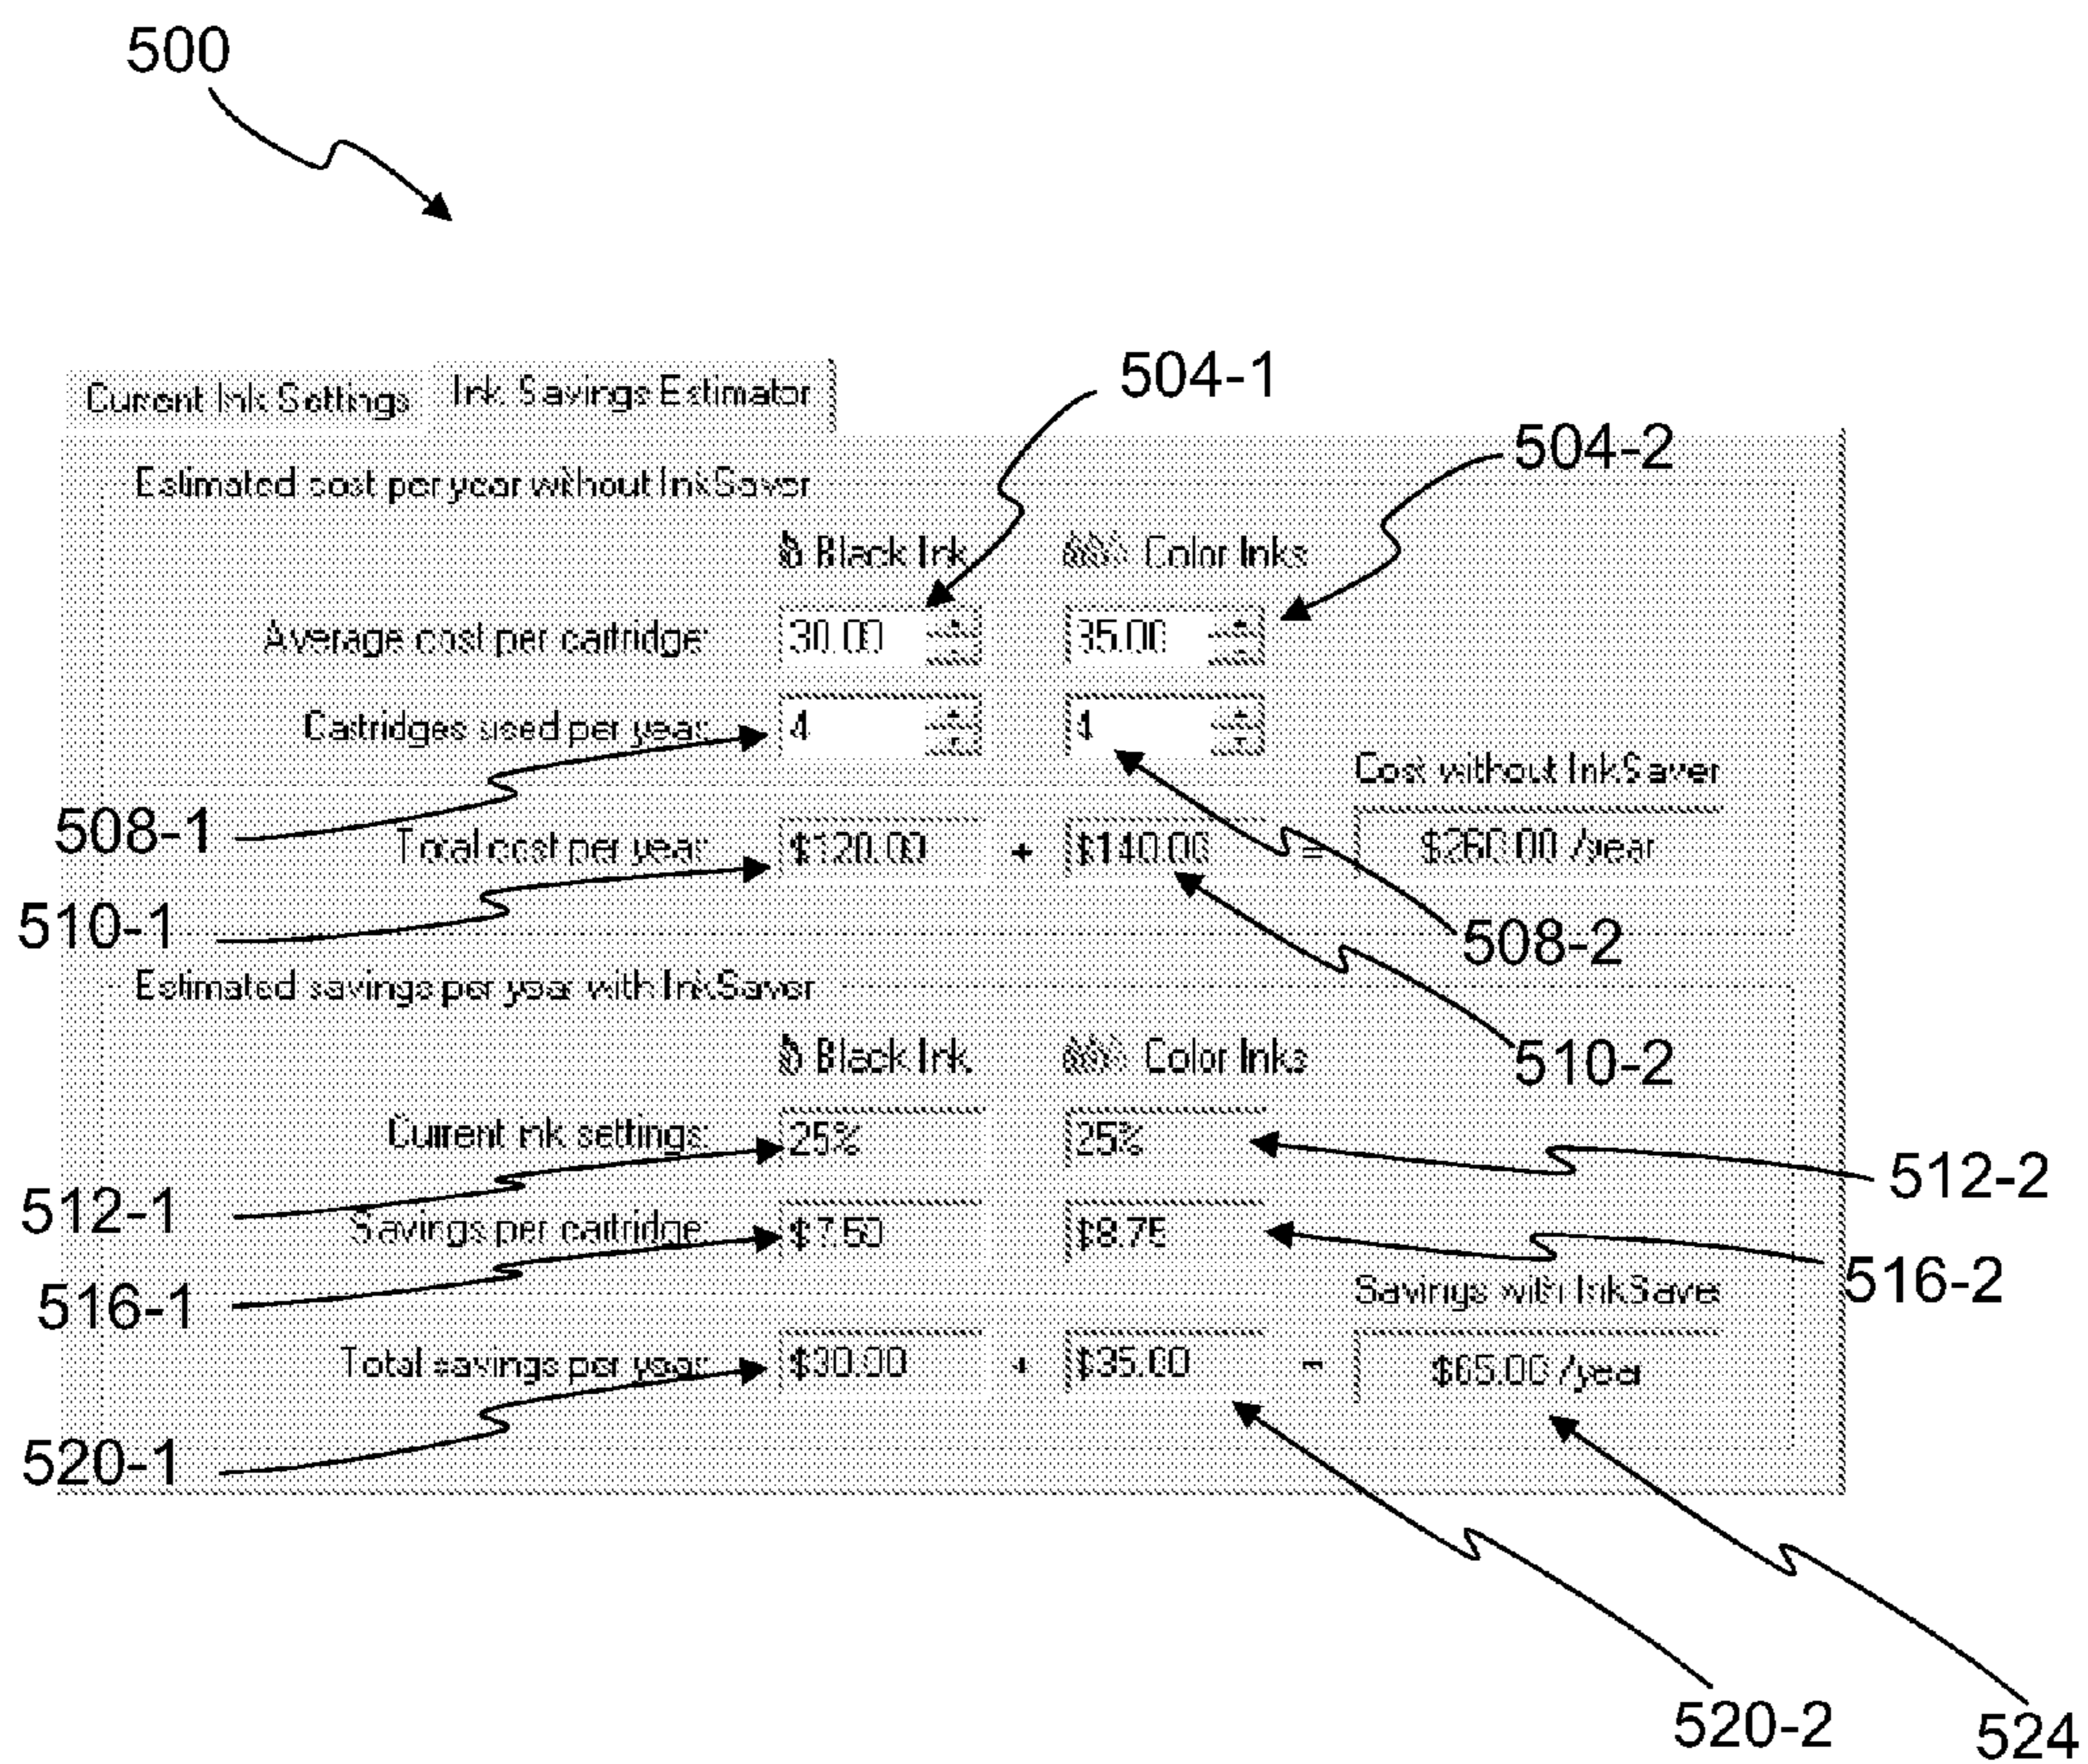 500
Current Ink Settings Ink Savings Estimator
504-1
504-2
Estimated cost per year without InkSaver
Black Ink Color Inks
Average cost per cartridge: 30.00 35.00
Cartridges used per year: 4 4
Cost without InkSaver
508-1
Total cost per year: $120.00 + $140.00 = $260.00 /year
510-1
508-2
Estimated savings per year with InkSaver
Black Ink Color Inks
510-2
Current ink settings: 25% 25%
512-1
512-2
Savings per cartridge: $7.50 $8.75
516-1
516-2
Savings with InkSaver
Total savings per year: $30.00 + $35.00 = $65.00 /year
520-1
520-2
524